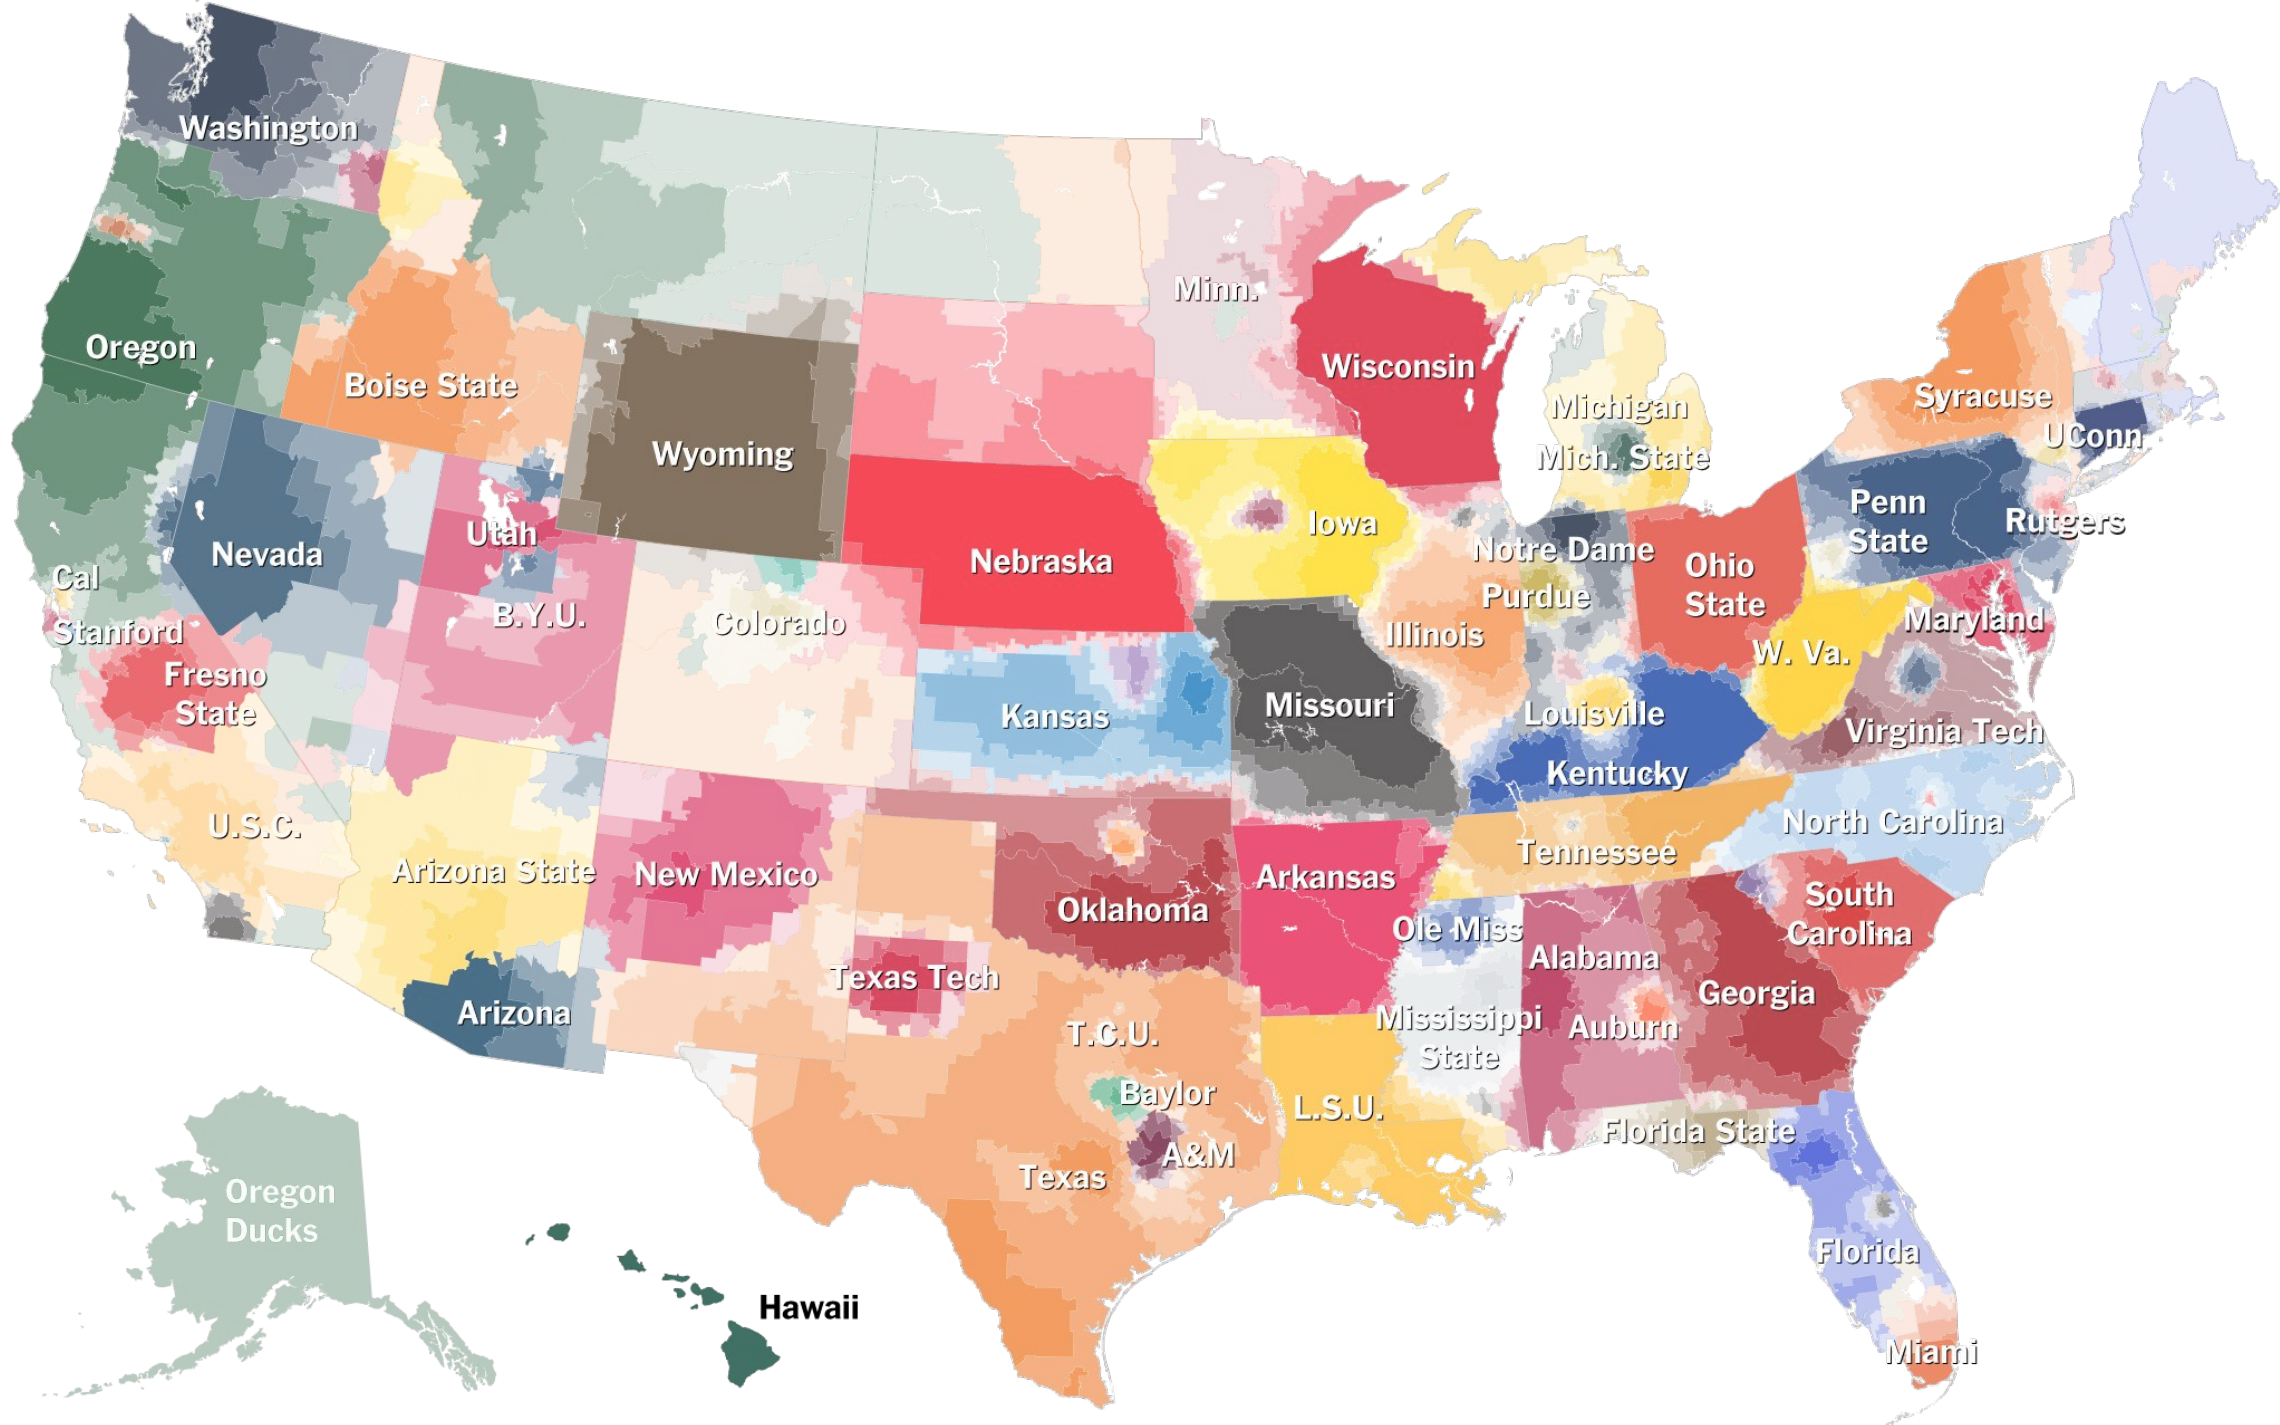 Washington
Minn.
Oregon
Boise State
Wisconsin
Syracuse
Michigan
UConn
Wyoming
Mich. State
Penn
State
Rutgers
Utah
Iowa
Nevada
Nebraska
Notre Dame
Ohio
State
Cal
Purdue
B.Y.U.
Colorado
Stanford
Illinois
Maryland
W. Va.
Fresno
State
Kansas
Missouri
Louisville
Virginia Tech
Kentucky
U.S.C.
North Carolina
Tennessee
Arizona State
New Mexico
Arkansas
Oklahoma
South
Carolina
Ole Miss
Alabama
Texas Tech
Georgia
Arizona
Mississippi
State
Auburn
T.C.U.
Baylor
L.S.U.
Florida State
A&M
Texas
Oregon
Ducks
Florida
Hawaii
Miami